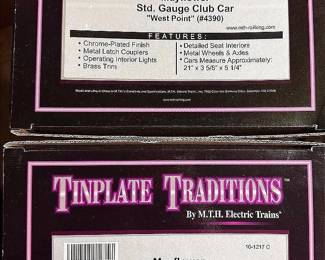 Std. Gauge Club Car
"West Point" (#4390)
www.mth-railking.com
FEATURES:
• Chrome-Plated Finish
• Metal Latch Couplers
• Operating Interior Lights
• Brass Trim
• Detailed Seat Interiors
• Metal Wheels & Axles
• Cars Measure Approximately:
21" x 3 5/8" x 5 1/4"
TINPLATE TRADITIONS™
By M.T.H. Electric Trains®
10-1217 C